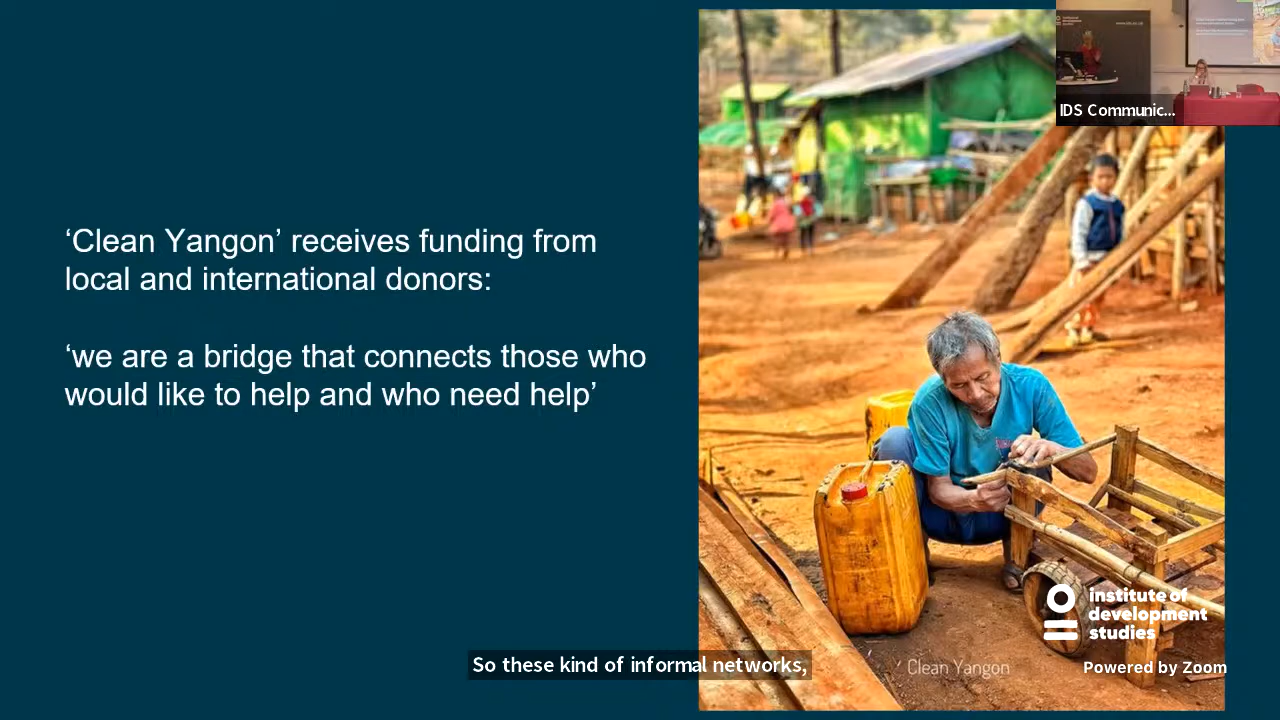 ‘Clean Yangon’ receives funding from
local and international donors:
‘we are a bridge that connects those who
would like to help and who need help’
IDS Communic...
institute of
development
studies
Clean Yangon
Powered by Zoom
So these kind of informal networks,